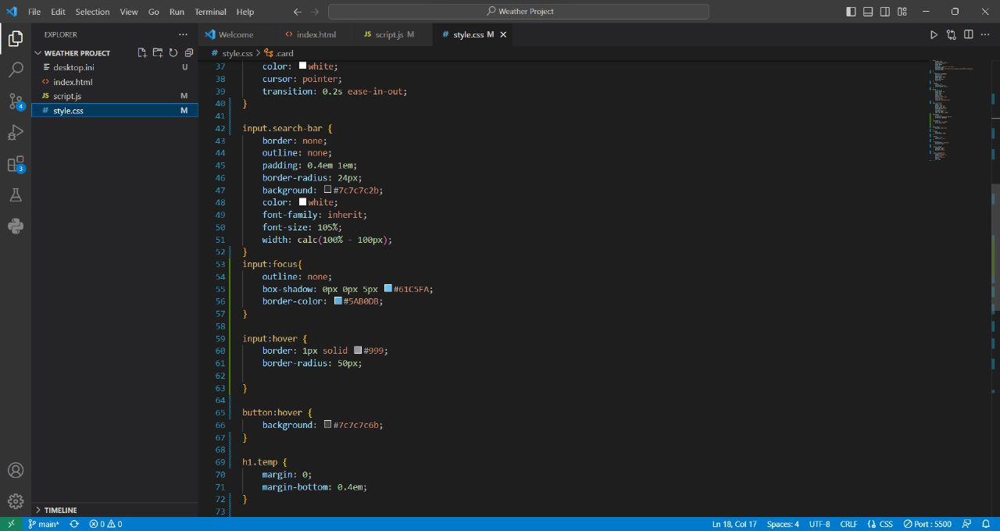 File Edit Selection View Go Run Terminal Help Weather Project
EXPLORER
Welcome index.html script.js M style.css M
WEATHER PROJECT
style.css > .card
desktop.ini U
index.html
script.js M
style.css M
4
3
37 color: white;
38 cursor: pointer;
39 transition: 0.2s ease-in-out;
40 }
41
42 input.search-bar {
43 border: none;
44 outline: none;
45 padding: 0.4em 1em;
46 border-radius: 24px;
47 background: #7c7c7c2b;
48 color: white;
49 font-family: inherit;
50 font-size: 105%;
51 width: calc(100% - 100px);
52 }
53 input:focus{
54 outline: none;
55 box-shadow: 0px 0px 5px #61C5FA;
56 border-color: #5AB0DB;
57 }
58
59 input:hover {
60 border: 1px solid #999;
61 border-radius: 50px;
62
63 }
64
65 button:hover {
66 background: #7c7c7c6b;
67 }
68
69 h1.temp {
70 margin: 0;
71 margin-bottom: 0.4em;
72 }
73
TIMELINE
main* 0 0 Ln 18, Col 17 Spaces: 4 UTF-8 CRLF CSS Port : 5500